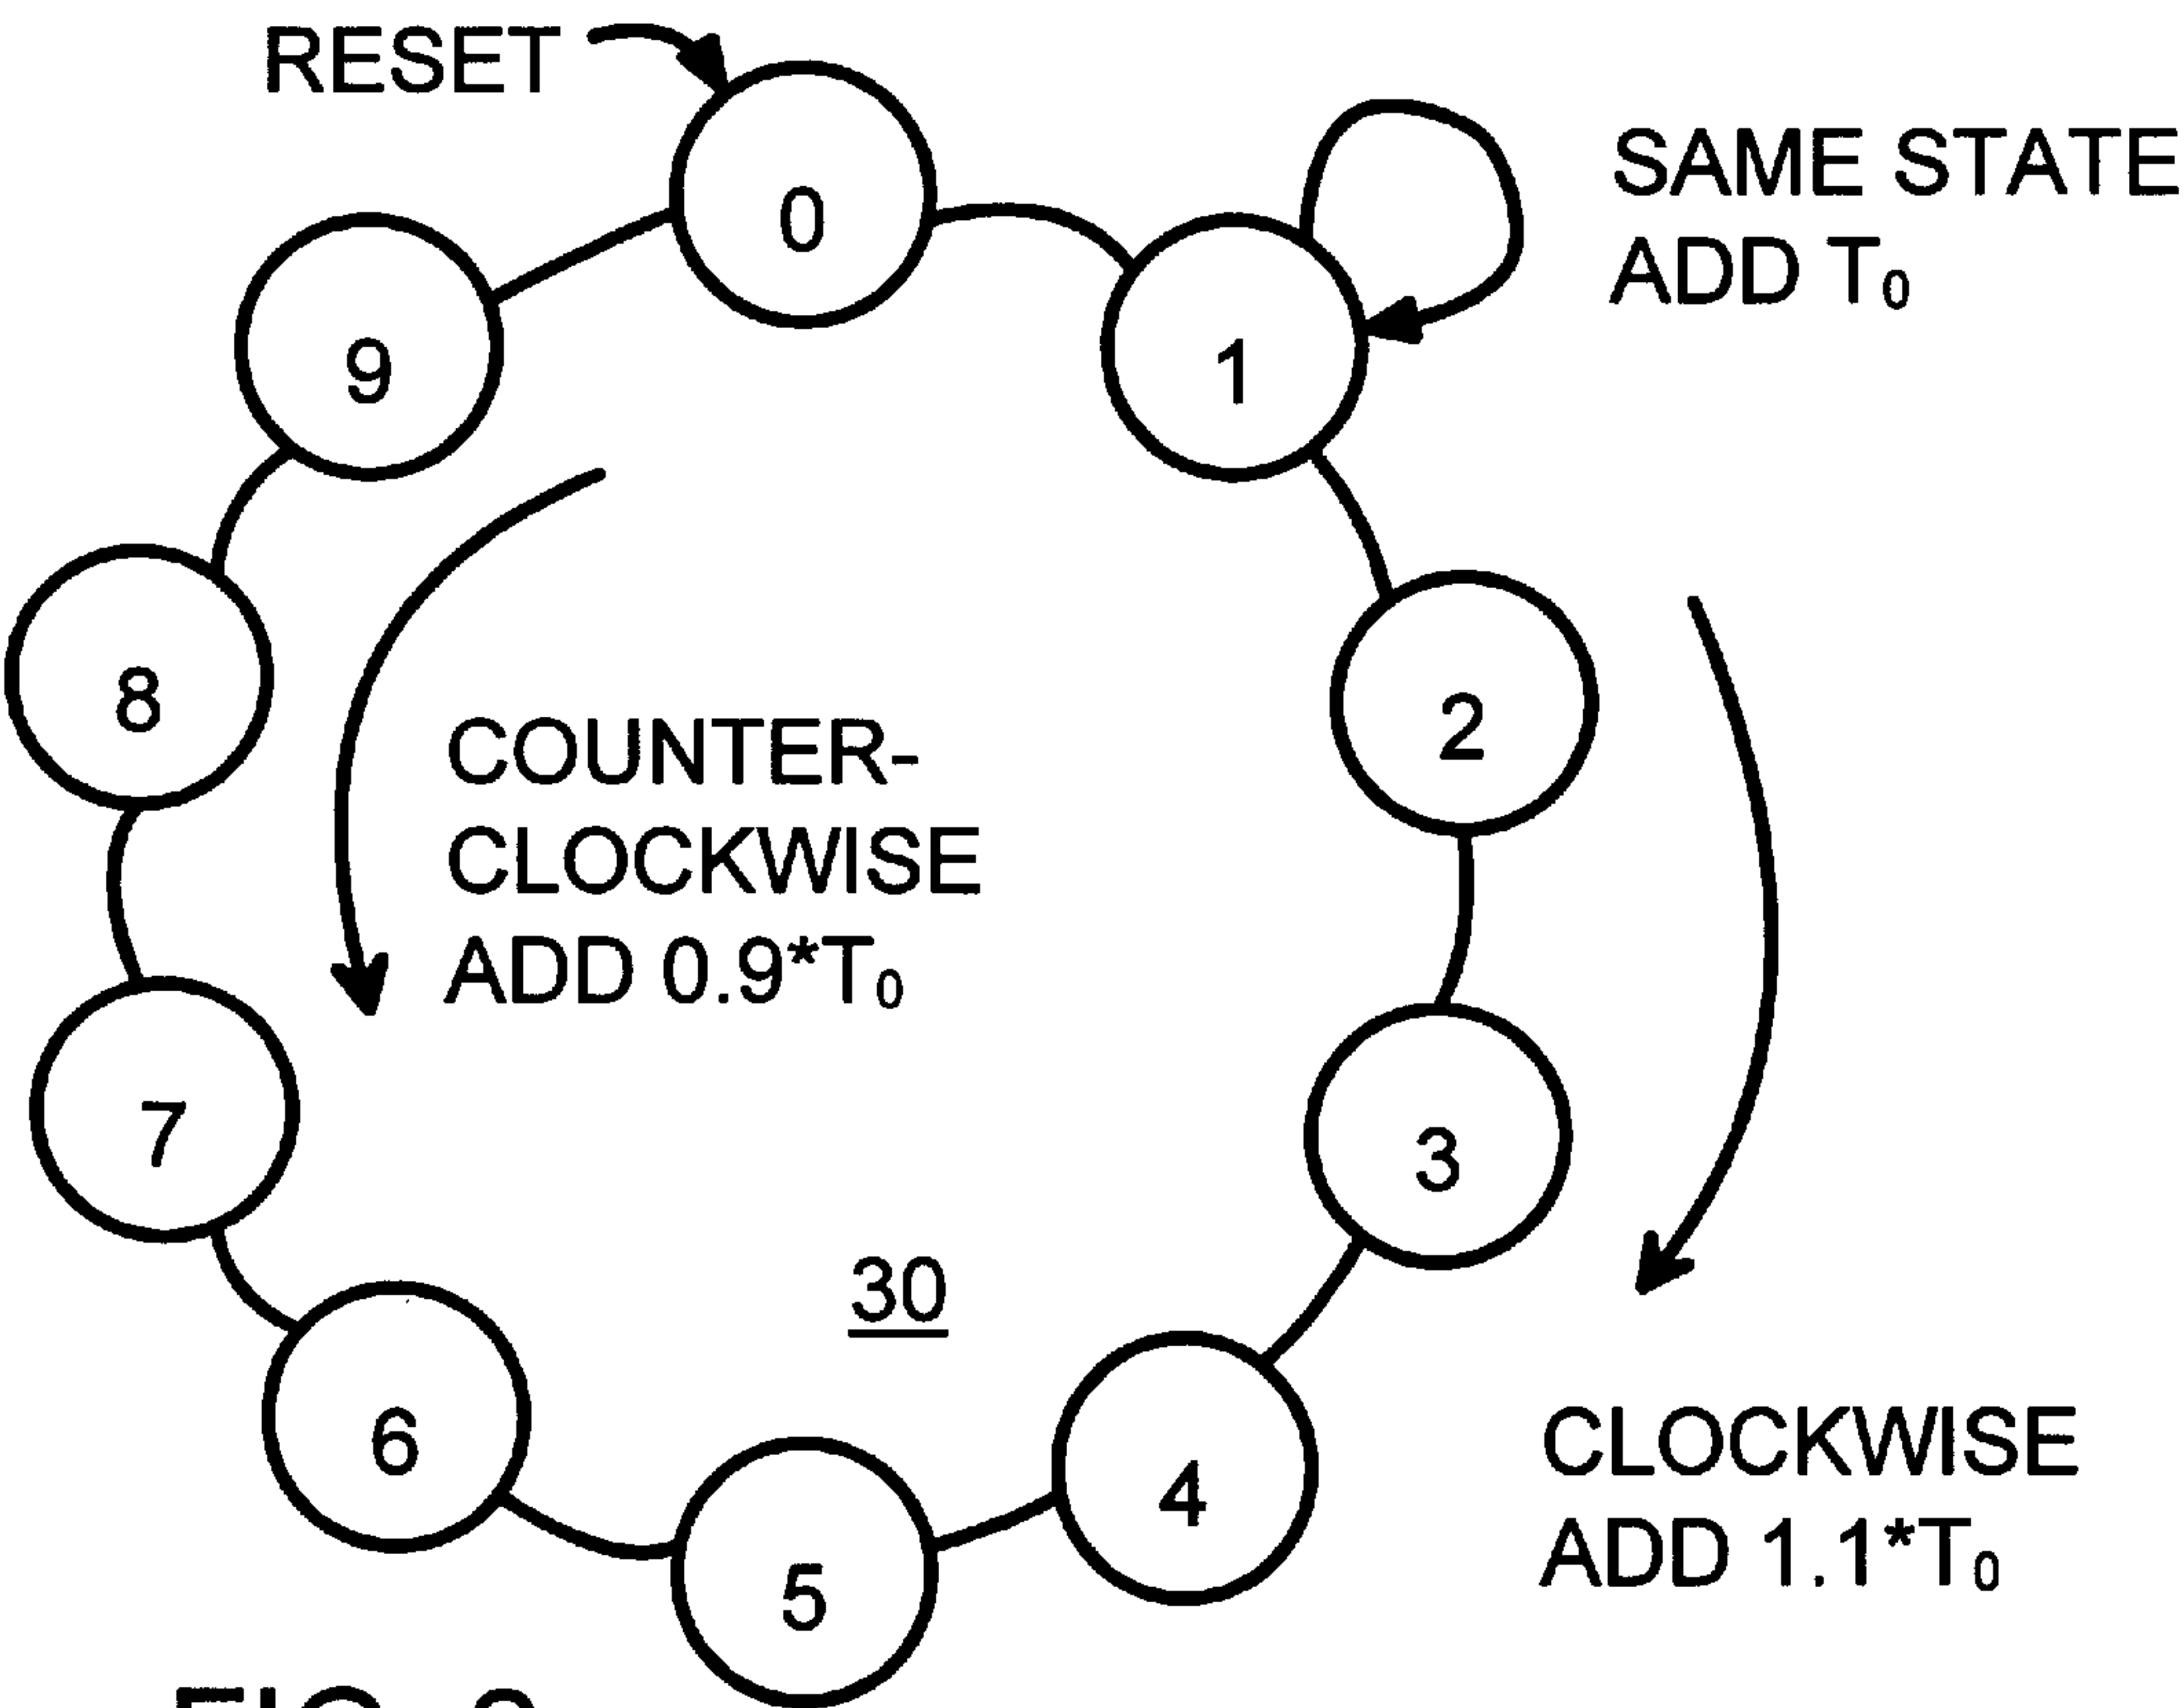 RESET
0
SAME STATE
ADD T₀
1
9
2
8
COUNTER-
CLOCKWISE
ADD 0.9*T₀
3
7
30
4
6
5
CLOCKWISE
ADD 1.1*T₀